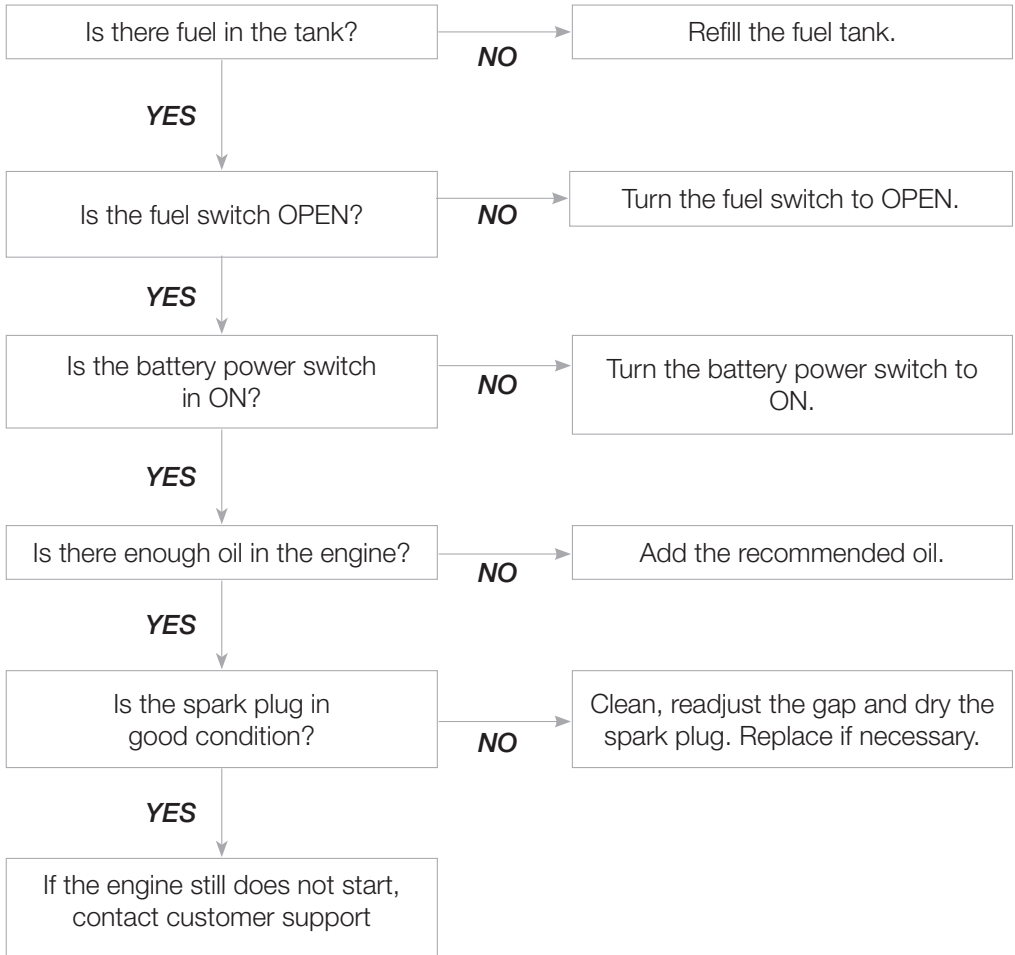 Is there fuel in the tank?
NO
Refill the fuel tank.
YES
Is the fuel switch OPEN?
NO
Turn the fuel switch to OPEN.
YES
Is the battery power switch
in ON?
NO
Turn the battery power switch to
ON.
YES
Is there enough oil in the engine?
NO
Add the recommended oil.
YES
Is the spark plug in
good condition?
NO
Clean, readjust the gap and dry the
spark plug. Replace if necessary.
YES
If the engine still does not start,
contact customer support